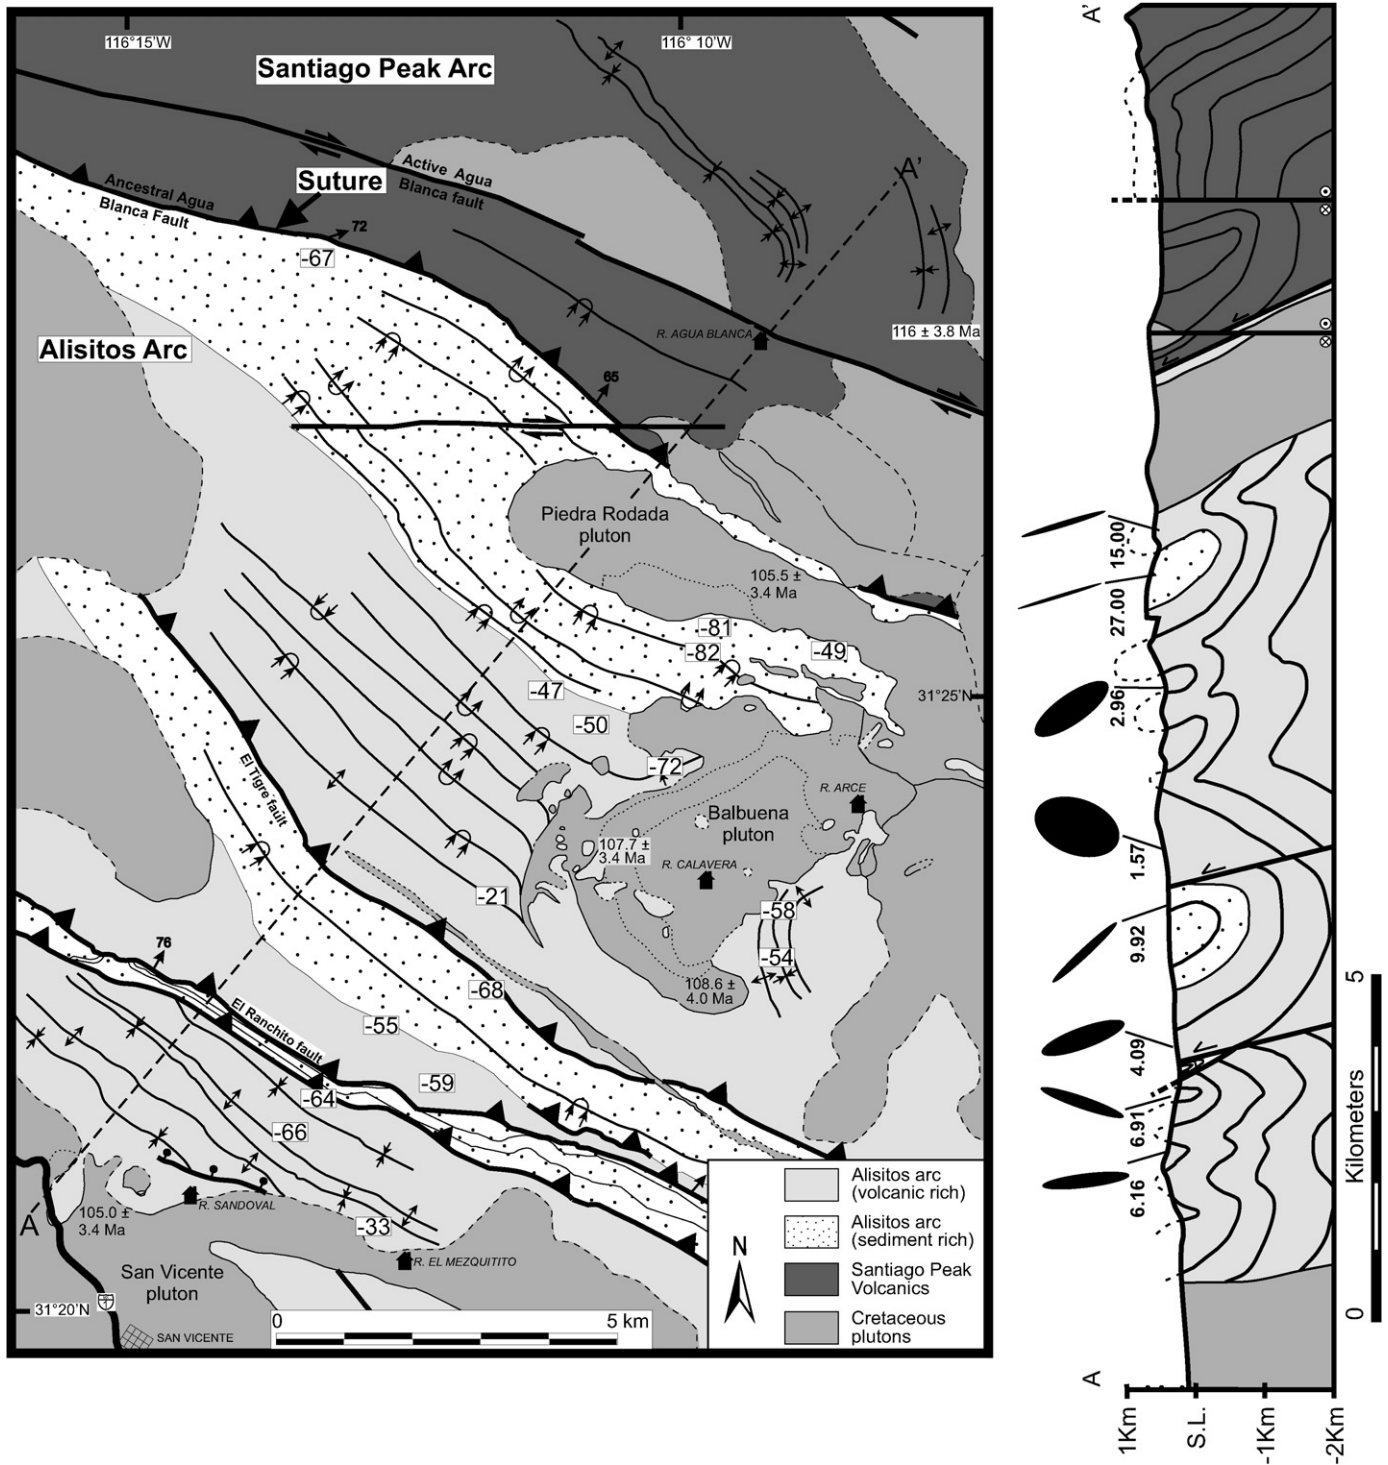 116°15'W
116° 10'W
Santiago Peak Arc
A'
Active Agua
Blanca fault
Suture
Ancestral Agua
Blanca Fault
72
-67
R. AGUA BLANCA
116 ± 3.8 Ma
Alisitos Arc
65
Piedra Rodada
pluton
105.5 ±
3.4 Ma
-81
-82
-49
-47
31°25'N
-50
-72
El Tigre fault
R. ARCE
Balbuena
pluton
107.7 ±
3.4 Ma
R. CALAVERA
-21
-58
76
-54
-68
108.6 ±
4.0 Ma
El Ranchito fault
-55
-59
-64
-66
A
105.0 ±
3.4 Ma
R. SANDOVAL
-33
R. EL MEZQUITITO
San Vicente
pluton
31°20'N
SAN VICENTE
0
5 km
N
Alisitos arc
(volcanic rich)
Alisitos arc
(sediment rich)
Santiago Peak
Volcanics
Cretaceous
plutons
A'
15.00
27.00
2.96
1.57
9.92
4.09
6.91
6.16
5
Kilometers
0
A
1Km
S.L.
-1Km
-2Km